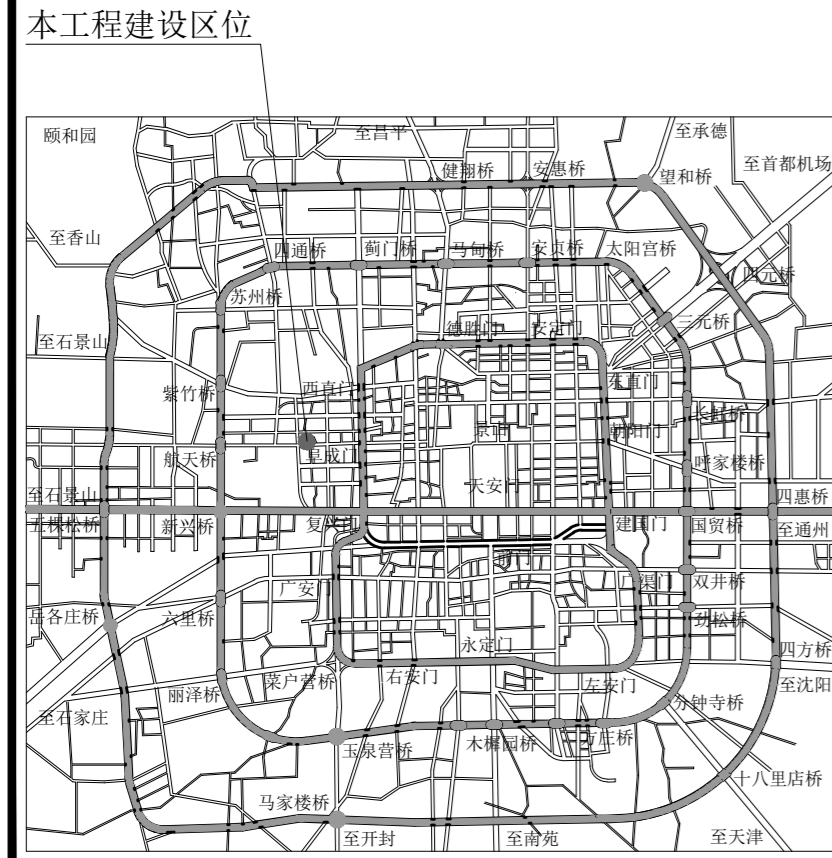 本工程建设区位
颐和园
至昌平
至承德
至首都机场
健翔桥
安惠桥
望和桥
至香山
四通桥
蓟门桥
马甸桥
安贞桥
太阳宫桥
四元桥
苏州桥
三元桥
至石景山
德胜门
安定门
西直门
东直门
紫竹桥
长虹桥
景山
朝阳门
航天桥
阜成门
呼家楼桥
天安门
至石景山
四惠桥
五棵松桥
新兴桥
复兴门
建国门
国贸桥
至通州
前门
广安门
广渠门
双井桥
岳各庄桥
六里桥
劲松桥
永定门
四方桥
菜户营桥
右安门
左安门
至沈阳
丽泽桥
分钟寺桥
至石家庄
玉泉营桥
木樨园桥
方庄桥
十八里店桥
马家楼桥
至开封
至南苑
至天津